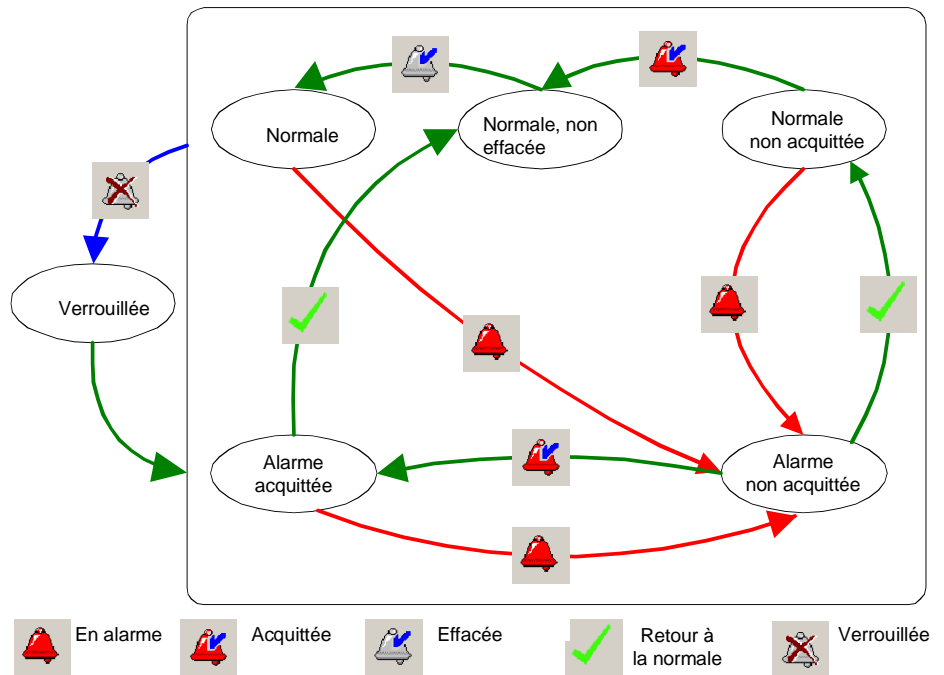 Normale
Normale, non
effacée
Normale
non acquittée
Verrouillée
Alarme
acquittée
Alarme
non acquittée
En alarme
Acquittée
Effacée
Retour à
la normale
Verrouillée